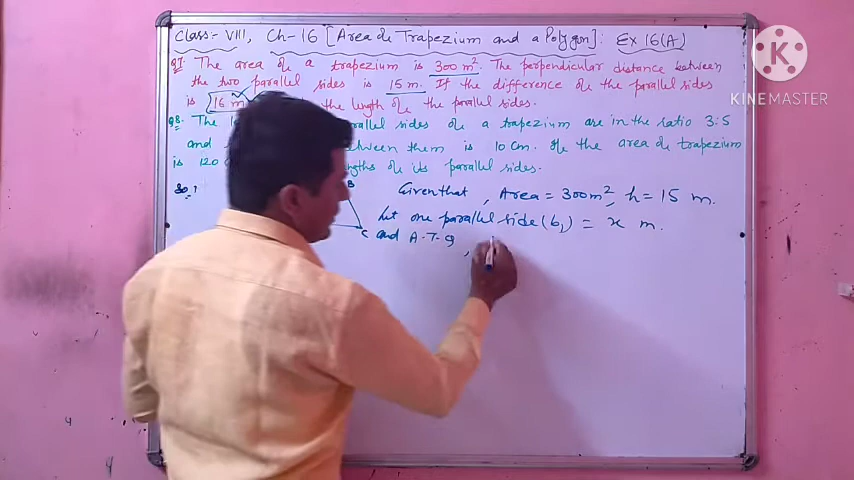 Class:- VIII, Ch-16 [Area of Trapezium and a Polygon]: Ex 16(A)
Q7. The area of a trapezium is 300 m². The perpendicular distance between
the two parallel sides is 15 m. If the difference of the parallel sides
is 16 m the length of the parallel sides.
Q8. The parallel sides of a trapezium are in the ratio 3:5
and between them is 10 cm. If the area of trapezium
is 120 lengths of its parallel sides.
Sol:
B
C
Given that, Area = 300 m², h = 15 m.
Let one parallel side (b₁) = x m.
and A.T.q,
K
KINEMASTER